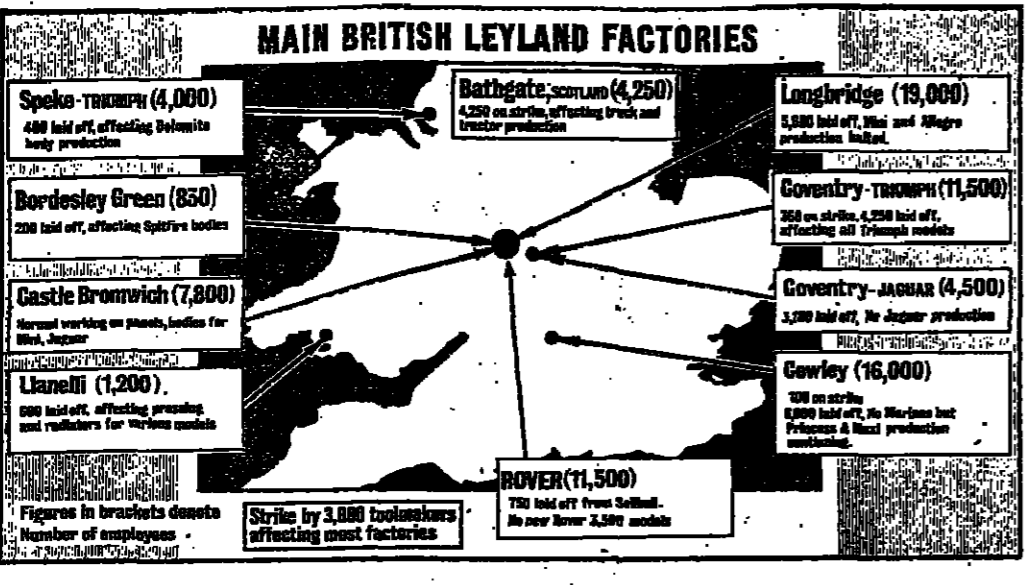 MAIN BRITISH LEYLAND FACTORIES
Speke-TRIUMPH (4,000)
400 laid off, affecting Dolomite
body production
Bordesley Green (850)
200 laid off, affecting Spitfire bodies
Castle Bromwich (7,800)
Normal working on panels, bodies for
Mini, Jaguar
Llanelli (1,200)
600 laid off, affecting pressing
and radiators for various models
Figures in brackets denote
Number of employees
Bathgate, SCOTLAND (4,250)
4,250 on strike, affecting truck and
tractor production
Strike by 3,000 toolmakers
affecting most factories
ROVER (11,500)
750 laid off from Solihull.
No new Rover 3,500 models
Longbridge (19,000)
laid off, Mini and Allegro
production halted.
Coventry-TRIUMPH (11,500)
350 on strike, 4,250 laid off,
affecting all Triumph models
Coventry-JAGUAR (4,500)
laid off, No Jaguar production
Cowley (16,000)
on strike
laid off, No Marinas but
Princess & Maxi production
continuing.